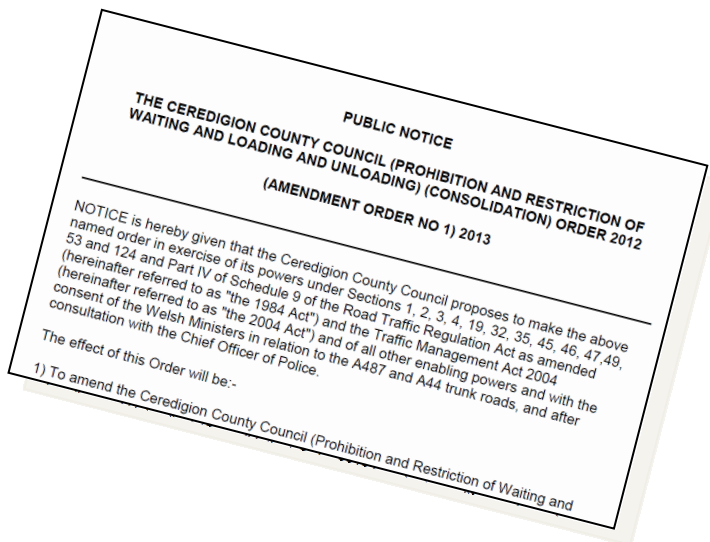 PUBLIC NOTICE
THE CEREDIGION COUNTY COUNCIL (PROHIBITION AND RESTRICTION OF
WAITING AND LOADING AND UNLOADING) (CONSOLIDATION) ORDER 2012
(AMENDMENT ORDER NO 1) 2013
NOTICE is hereby given that the Ceredigion County Council proposes to make the above
named order in exercise of its powers under Sections 1, 2, 3, 4, 19, 32, 35, 45, 46, 47,49,
53 and 124 and Part IV of Schedule 9 of the Road Traffic Regulation Act as amended
(hereinafter referred to as "the 1984 Act") and the Traffic Management Act 2004
(hereinafter referred to as "the 2004 Act") and of all other enabling powers and with the
consent of the Welsh Ministers in relation to the A487 and A44 trunk roads, and after
consultation with the Chief Officer of Police.
The effect of this Order will be:-
1) To amend the Ceredigion County Council (Prohibition and Restriction of Waiting and